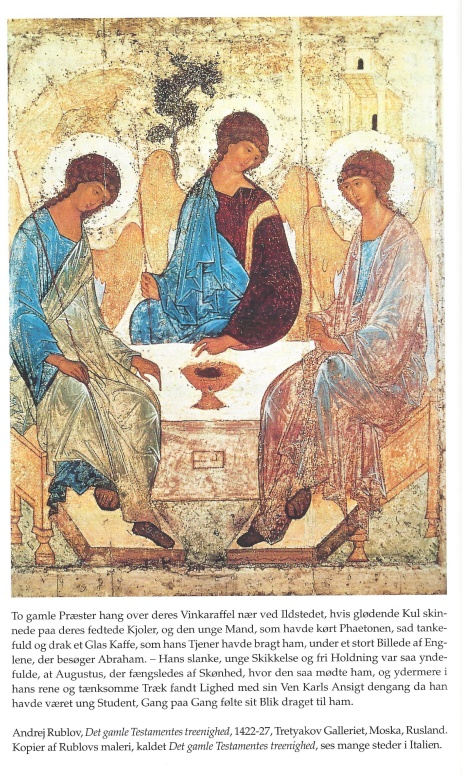 To gamle Præster hang over deres Vinkaraffel nær ved Ildstedet, hvis glødende Kul skin-
nede paa deres fedtede Kjoler, og den unge Mand, som havde kørt Phaetonen, sad tanke-
fuld og drak et Glas Kaffe, som hans Tjener havde bragt ham, under et stort Billede af Eng-
lene, der besøger Abraham. – Hans slanke, unge Skikkelse og fri Holdning var saa ynde-
fulde, at Augustus, der fængsledes af Skønhed, hvor den saa mødte ham, og ydermere i
hans rene og tænksomme Træk fandt Lighed med sin Ven Karls Ansigt dengang da han
havde været ung Student, Gang paa Gang følte sit Blik draget til ham.
Andrej Rublov, Det gamle Testamentes treenighed, 1422-27, Tretyakov Galleriet, Moska, Rusland.
Kopier af Rublovs maleri, kaldet Det gamle Testamentes treenighed, ses mange steder i Italien.